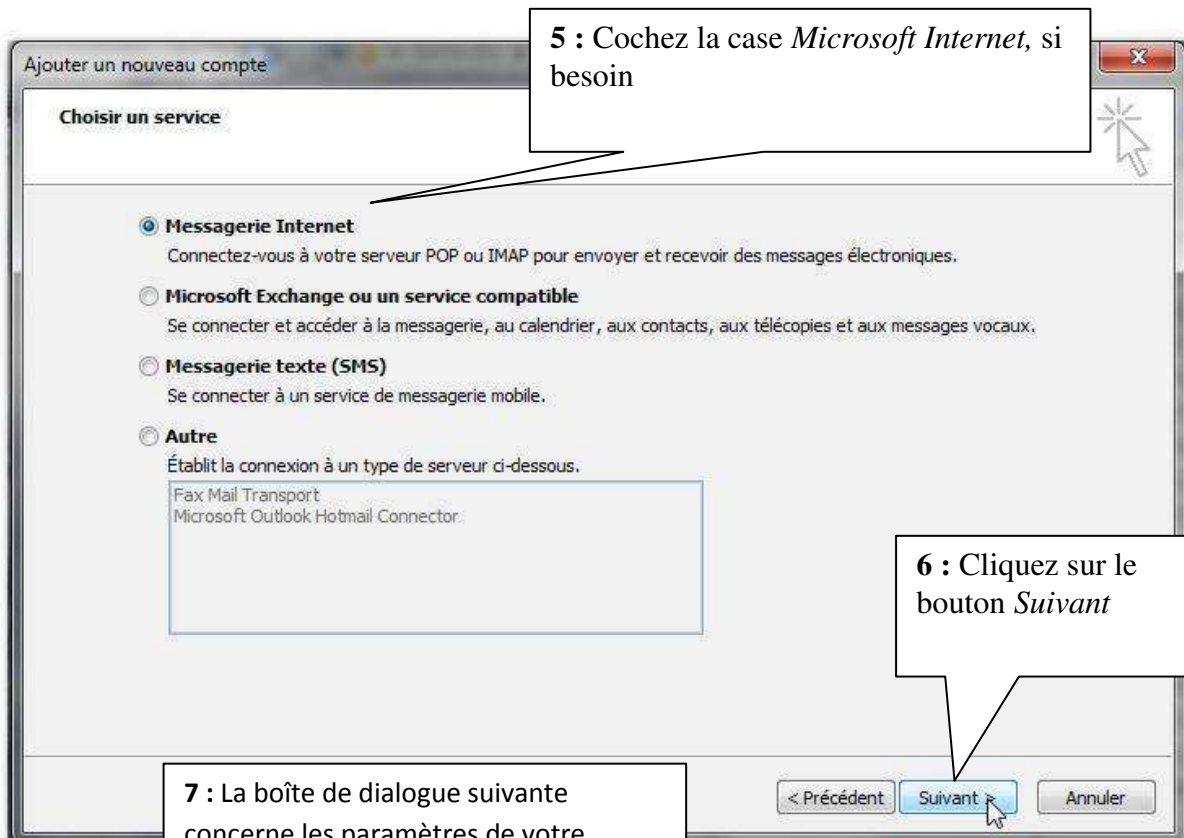 5 : Cochez la case Microsoft Internet, si
besoin
Ajouter un nouveau compte
Choisir un service
Messagerie Internet
Connectez-vous à votre serveur POP ou IMAP pour envoyer et recevoir des messages électroniques.
Microsoft Exchange ou un service compatible
Se connecter et accéder à la messagerie, au calendrier, aux contacts, aux télécopies et aux messages vocaux.
Messagerie texte (SMS)
Se connecter à un service de messagerie mobile.
Autre
Établit la connexion à un type de serveur ci-dessous.
Fax Mail Transport
Microsoft Outlook Hotmail Connector
6 : Cliquez sur le
bouton Suivant
7 : La boîte de dialogue suivante
concerne les paramètres de votre
< Précédent
Suivant >
Annuler